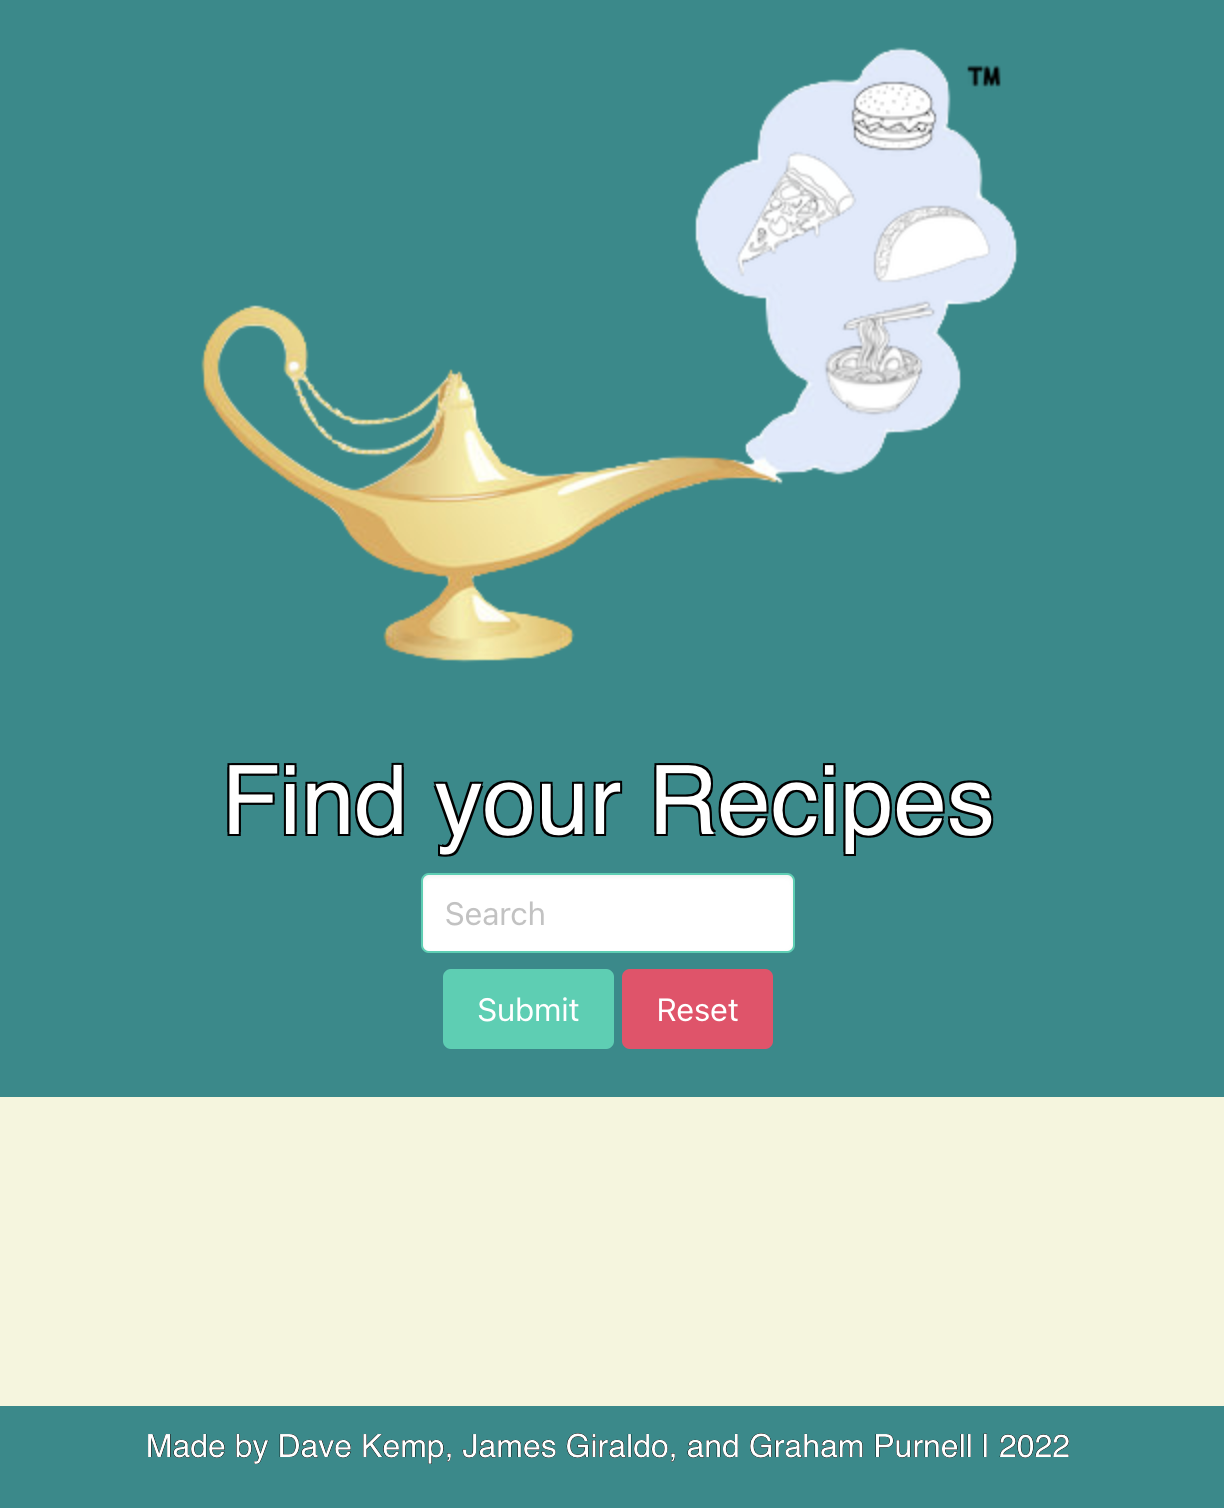 TM
Find your Recipes
Search
Submit Reset
Made by Dave Kemp, James Giraldo, and Graham Purnell | 2022